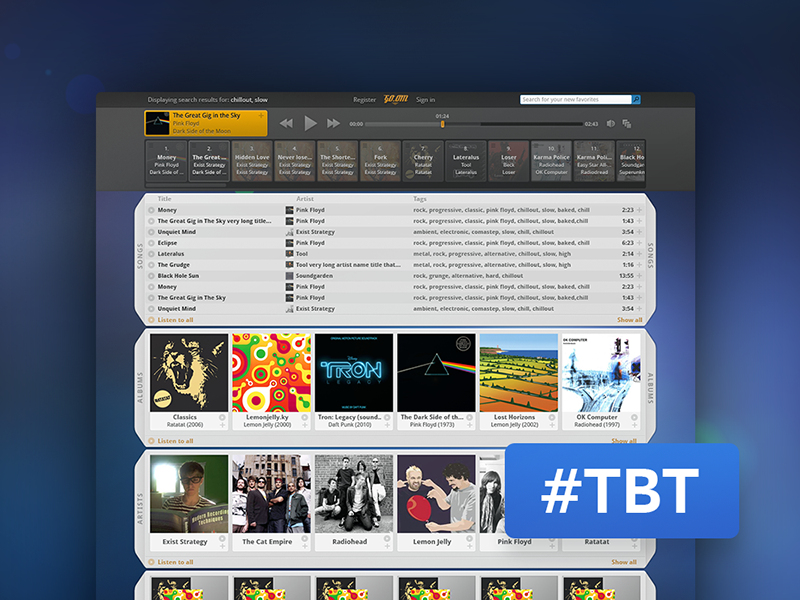 Displaying search results for: chillout, slow
Register
Sign in
Search for your new favorites
The Great Gig in the Sky
Pink Floyd
Dark Side of the Moon
00:00
01:24
02:43
1.
Money
Pink Floyd
Dark Side of ...
2.
The Great ...
Exist Strategy
Dark Side of ...
3.
Hidden Love
Exist Strategy
Exist Strategy
4.
Never lose...
Exist Strategy
Exist Strategy
5.
The Shorte...
Exist Strategy
Exist Strategy
6.
Fork
Exist Strategy
Exist Strategy
7.
Cherry
Ratatat
Ratatat
8.
Lateralus
Tool
Lateralus
9.
Loser
Beck
Loser
10.
Karma Police
Radiohead
OK Computer
11.
Karma Poli...
Easy Star All-...
Radiodread
12.
Black Ho
Soundgar
Superunkn
Title Artist Tags
SONGS
Money Pink Floyd rock, progressive, classic, pink floyd, chillout, slow, baked, chill 2:23
The Great Gig in The Sky very long title... Pink Floyd rock, progressive, classic, pink floyd, chillout, slow, baked,chill 1:43
Unquiet Mind Exist Strategy ambient, electronic, comastep, slow, chill, chillout 3:54
Eclipse Pink Floyd rock, progressive, classic, pink floyd, chillout, slow, baked, chill 6:23
Lateralus Tool metal, rock, progressive, alternative, chillout, slow, high 2:14
The Grudge Tool very long artist name title that... metal, rock, progressive, alternative, chillout, slow, high 1:16
Black Hole Sun Soundgarden rock, grunge, alternative, hard, chillout 13:55
Money Pink Floyd rock, progressive, classic, pink floyd, chillout, slow, baked, chill 2:23
The Great Gig in The Sky Pink Floyd rock, progressive, classic, pink floyd, chillout, slow, baked,chill 1:43
Unquiet Mind Exist Strategy ambient, electronic, comastep, slow, chill, chillout 3:54
SONGS
Listen to all Show all
ALBUMS
RATATAT
TRON
LEGACY
OK COMPUTER
Classics
Ratatat (2006)
Lemonjelly.ky
Lemon Jelly (2000)
Tron: Legacy (sound...
Daft Punk (2010)
The Dark Side of th...
Pink Floyd (1973)
Lost Horizons
Lemon Jelly (2002)
OK Computer
Radiohead (1997)
ALBUMS
Listen to all Show all
ARTISTS
Modern Recording
Techniques
Exist Strategy
The Cat Empire
Radiohead
Lemon Jelly
Pink Floyd
Ratatat
Listen to all Show all
#TBT